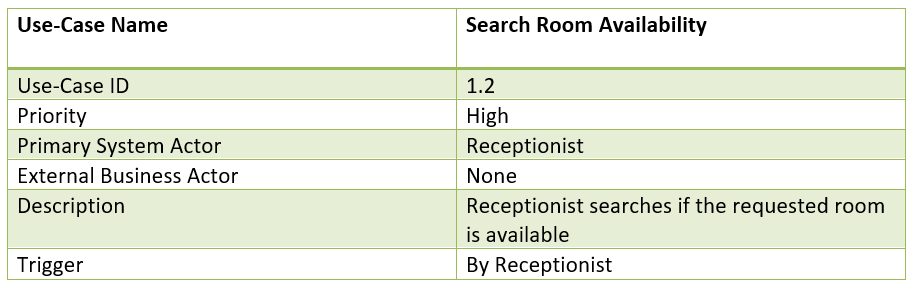 Use-Case Name Search Room Availability
Use-Case ID 1.2
Priority High
Primary System Actor Receptionist
External Business Actor None
Description Receptionist searches if the requested room
is available
Trigger By Receptionist